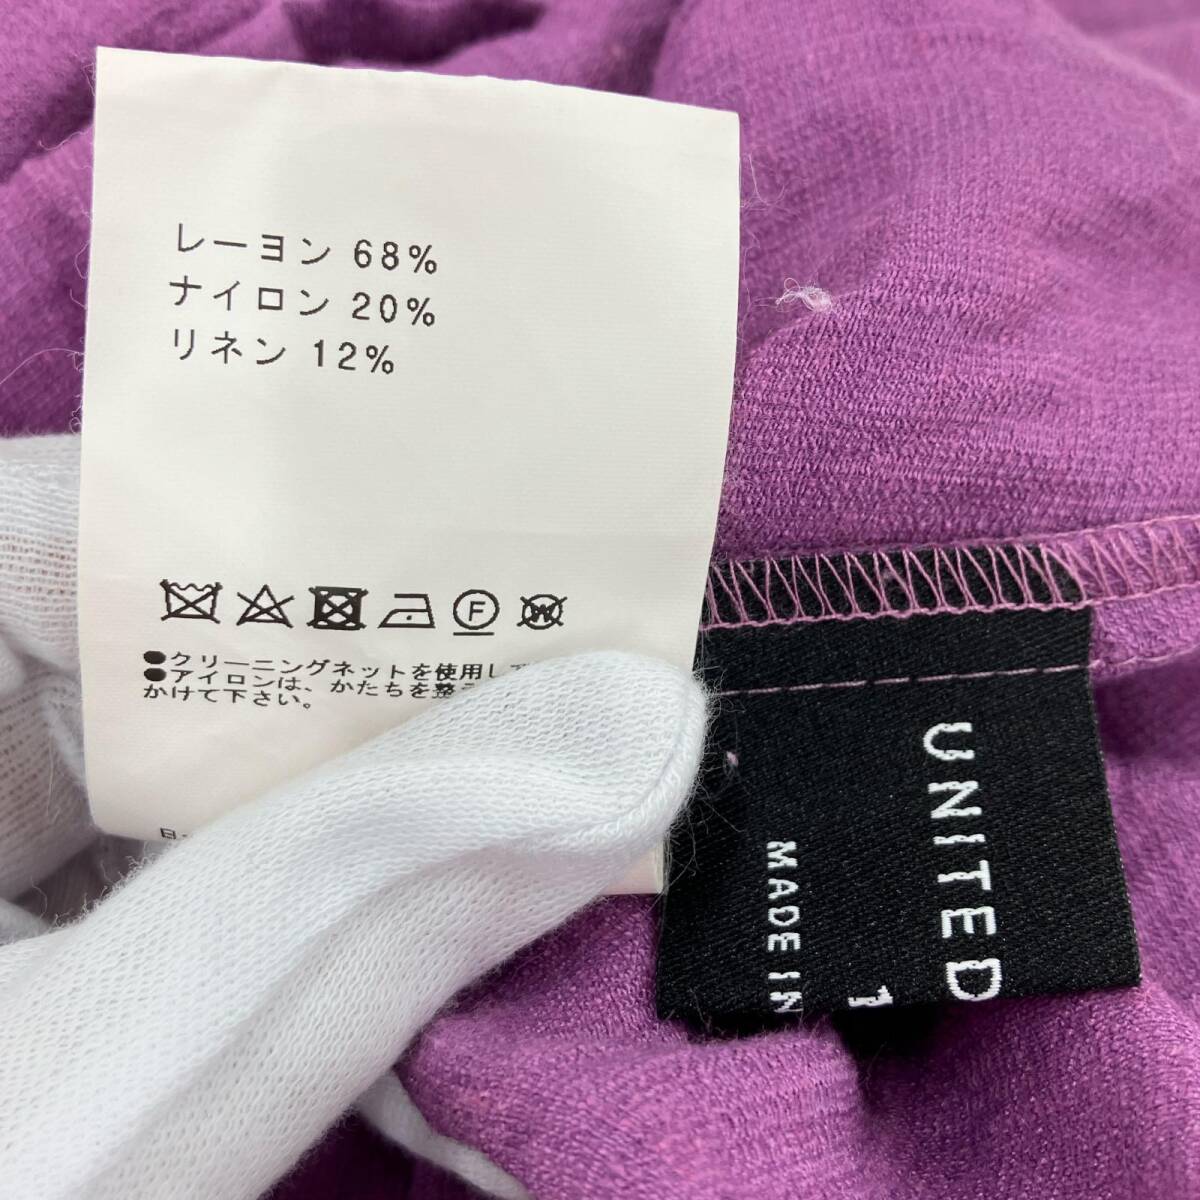 レーヨン 68%
ナイロン 20%
リネン 12%
F
W
●クリーニングネットを使用し
●アイロンは、かたちを整
かけて下さい。
UNITED
1
MADE IN